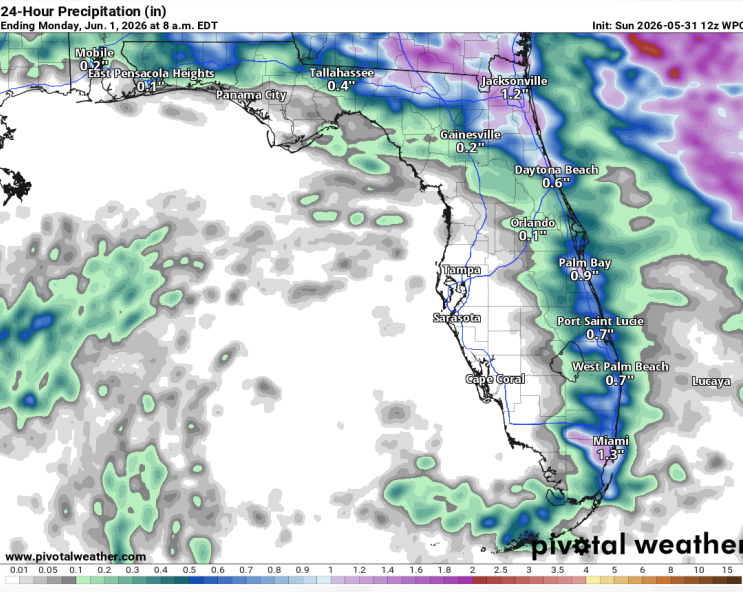 24-Hour Precipitation (in)
Ending Monday, Jun. 1, 2026 at 8 a.m. EDT
Init: Sun 2026-05-31 12z WPC
Mobile
0.2"
East Pensacola Heights
0.1"
Panama City
Tallahassee
0.4"
Jacksonville
1.2"
Gainesville
0.2"
Daytona Beach
0.6"
Orlando
0.1"
Palm Bay
0.9"
Tampa
Sarasota
Port Saint Lucie
0.7"
West Palm Beach
0.7"
Cape Coral
Lucaya
Miami
1.3"
www.pivotalweather.com
pivotal weather
0.01 0.05 0.1 0.2 0.3 0.4 0.5 0.6 0.7 0.8 0.9 1 1.2 1.4 1.6 1.8 2 2.5 3 3.5 4 5 6 8 10 15